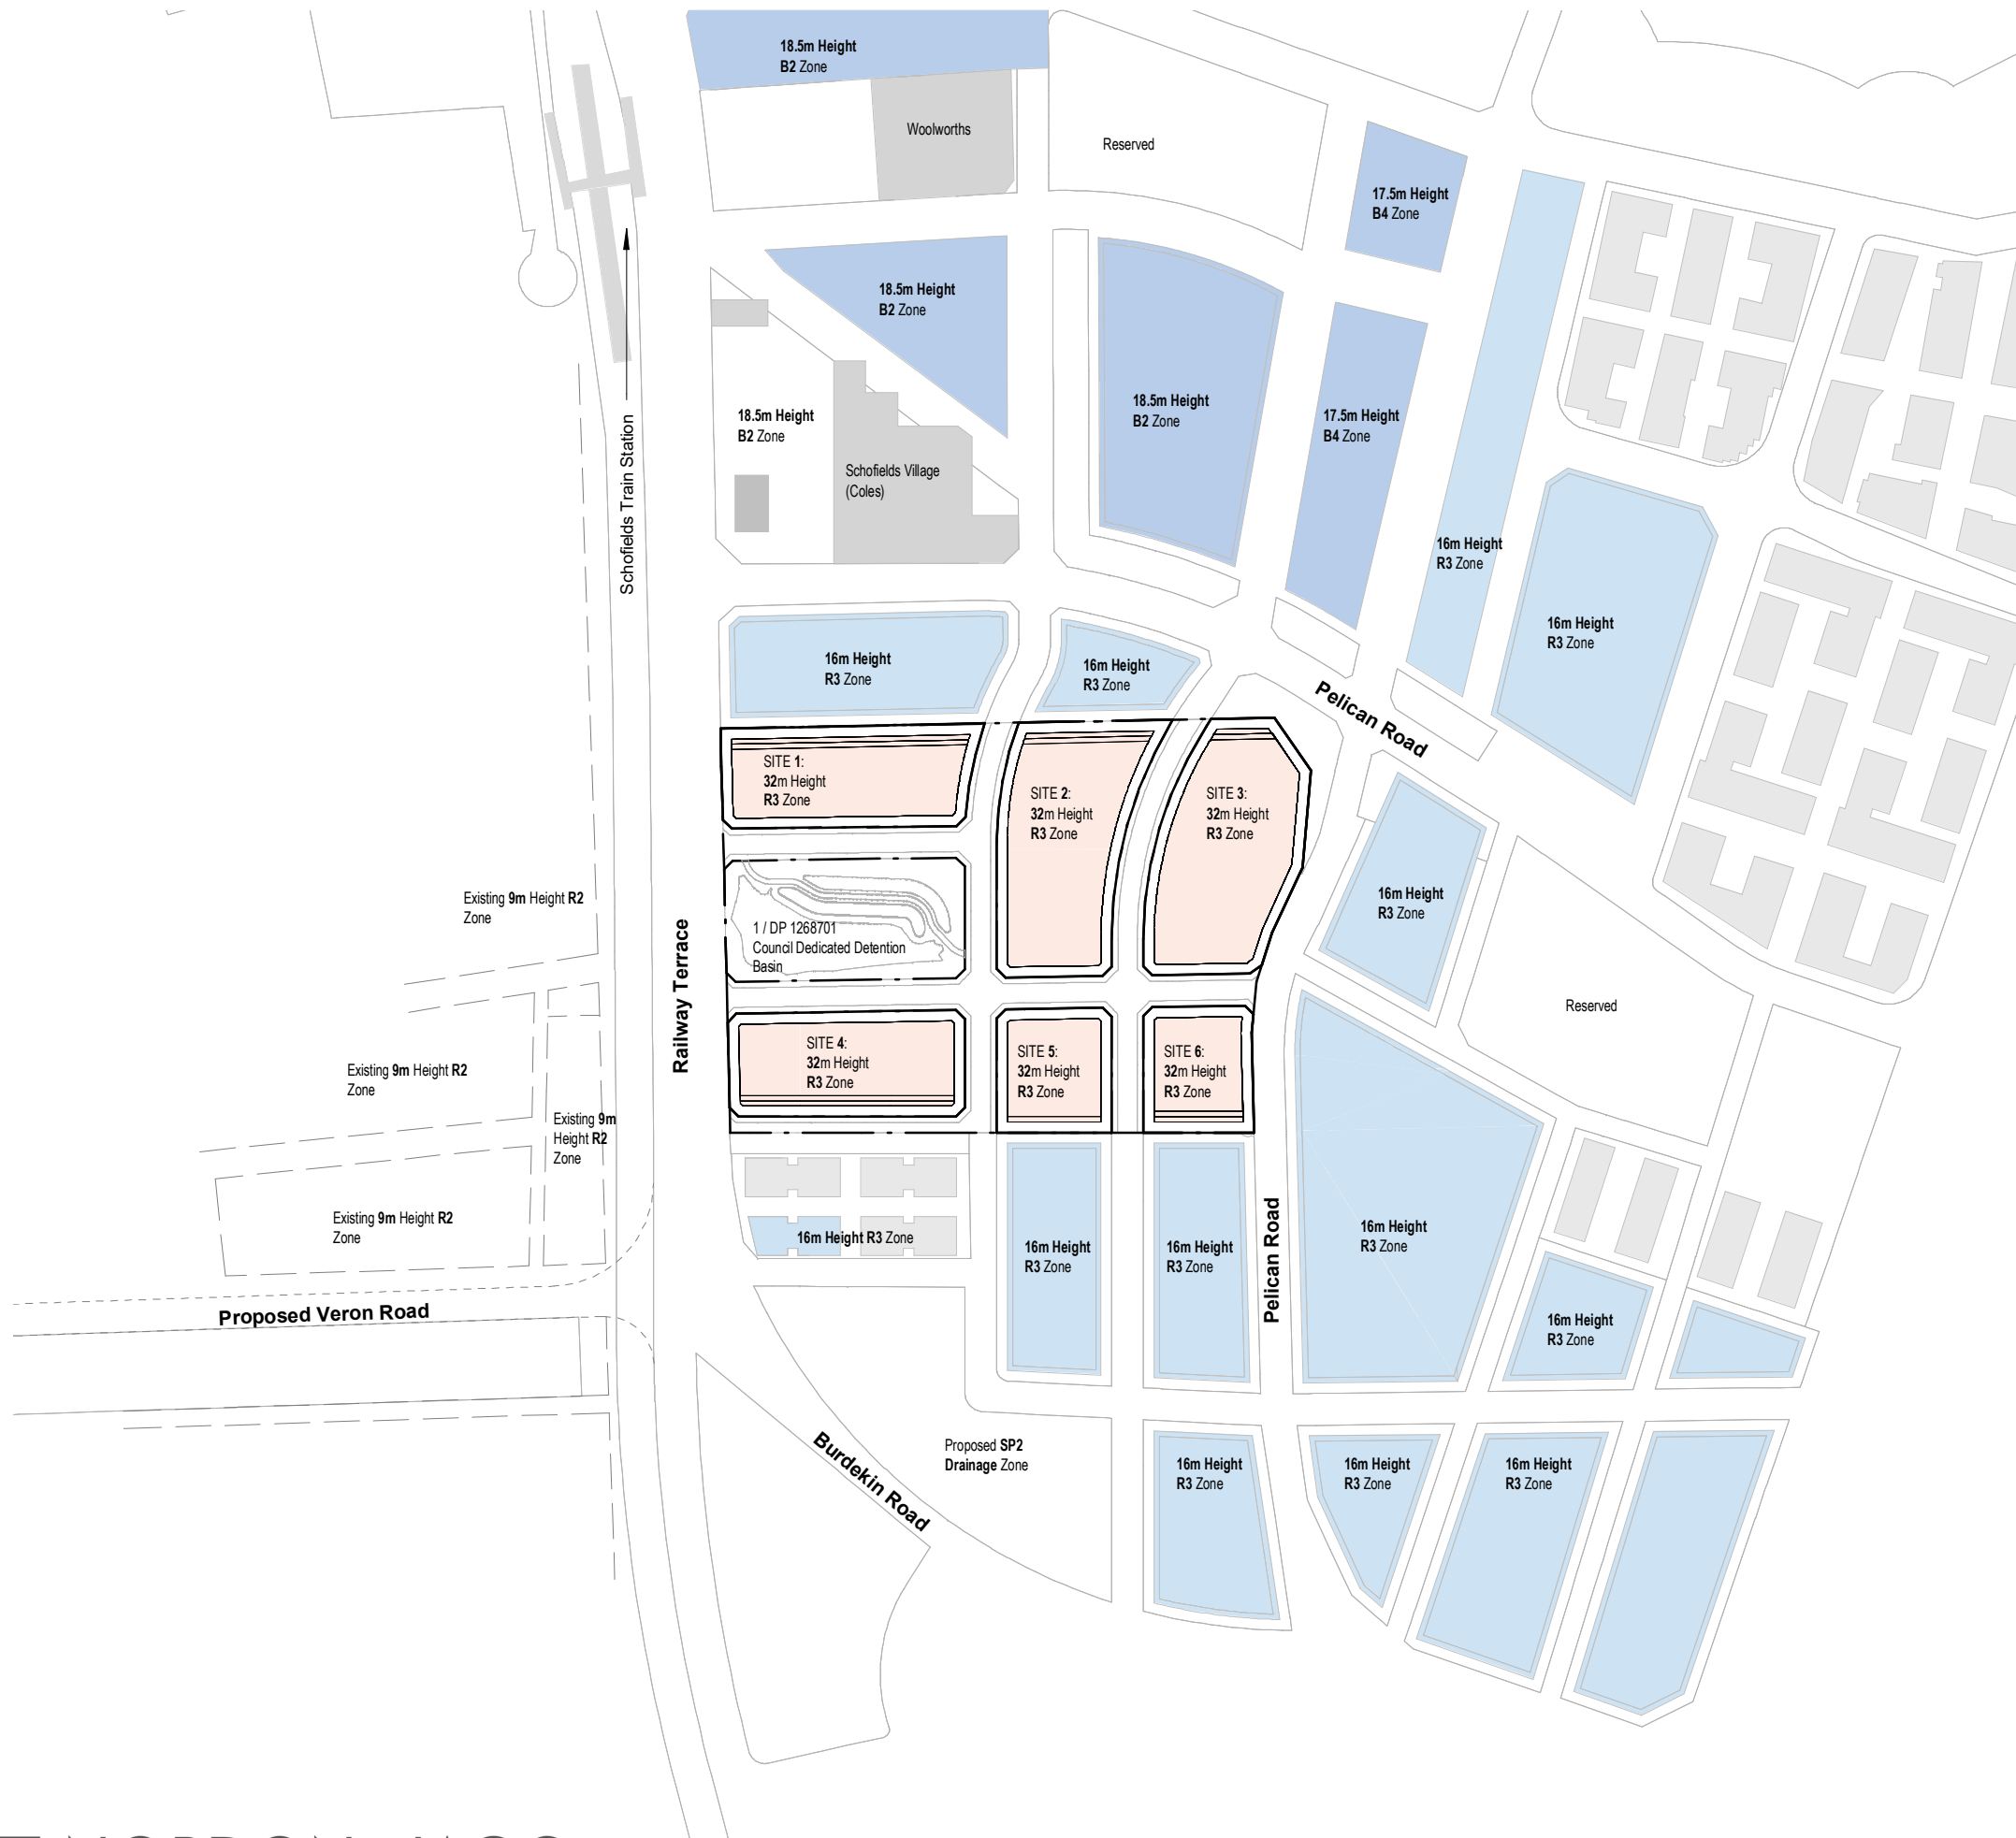 18.5m Height
B2 Zone
Woolworths
Reserved
17.5m Height
B4 Zone
18.5m Height
B2 Zone
18.5m Height
B2 Zone
18.5m Height
B2 Zone
17.5m Height
B4 Zone
Schofields Village
(Coles)
Schofields Train Station
16m Height
R3 Zone
16m Height
R3 Zone
16m Height
R3 Zone
16m Height
R3 Zone
Pelican Road
SITE 1:
32m Height
R3 Zone
SITE 2:
32m Height
R3 Zone
SITE 3:
32m Height
R3 Zone
16m Height
R3 Zone
Existing 9m Height R2
Zone
Railway Terrace
1 / DP 1268701
Council Dedicated Detention
Basin
Reserved
SITE 4:
32m Height
R3 Zone
SITE 5:
32m Height
R3 Zone
SITE 6:
32m Height
R3 Zone
Existing 9m Height R2
Zone
Existing 9m
Height R2
Zone
Existing 9m Height R2
Zone
16m Height R3 Zone
16m Height
R3 Zone
16m Height
R3 Zone
Pelican Road
16m Height
R3 Zone
16m Height
R3 Zone
Proposed Veron Road
Burdekin Road
Proposed SP2
Drainage Zone
16m Height
R3 Zone
16m Height
R3 Zone
16m Height
R3 Zone